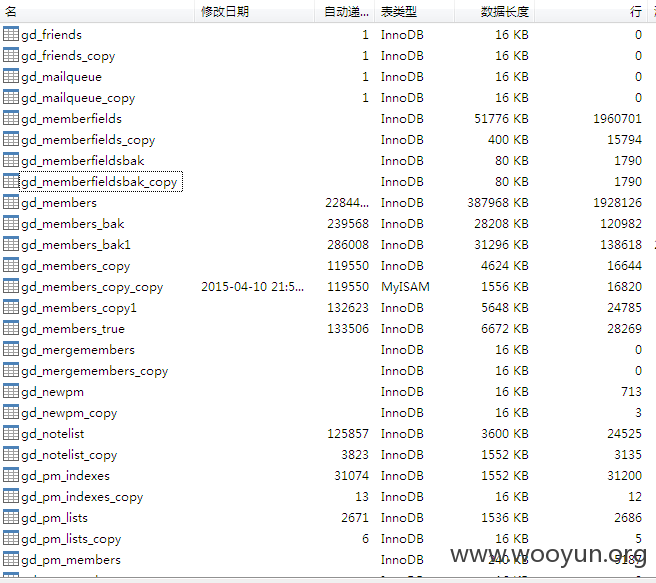 名 修改日期 自动递... 表类型 数据长度 行
gd_friends 1 InnoDB 16 KB 0
gd_friends_copy 1 InnoDB 16 KB 0
gd_mailqueue 1 InnoDB 16 KB 0
gd_mailqueue_copy 1 InnoDB 16 KB 0
gd_memberfields InnoDB 51776 KB 1960701
gd_memberfields_copy InnoDB 400 KB 15794
gd_memberfieldsbak InnoDB 80 KB 1790
gd_memberfieldsbak_copy InnoDB 80 KB 1790
gd_members 22844... InnoDB 387968 KB 1928126
gd_members_bak 239568 InnoDB 28208 KB 120982
gd_members_bak1 286008 InnoDB 31296 KB 138618
gd_members_copy 119550 InnoDB 4624 KB 16644
gd_members_copy_copy 2015-04-10 21:5... 119550 MyISAM 1556 KB 16820
gd_members_copy1 132623 InnoDB 5648 KB 24785
gd_members_true 133506 InnoDB 6672 KB 28269
gd_mergemembers InnoDB 16 KB 0
gd_mergemembers_copy InnoDB 16 KB 0
gd_newpm InnoDB 16 KB 713
gd_newpm_copy InnoDB 16 KB 3
gd_notelist 125857 InnoDB 3600 KB 24525
gd_notelist_copy 3823 InnoDB 1552 KB 3135
gd_pm_indexes 31074 InnoDB 1552 KB 31200
gd_pm_indexes_copy 13 InnoDB 16 KB 12
gd_pm_lists 2671 InnoDB 1536 KB 2686
gd_pm_lists_copy 6 InnoDB 16 KB 5
gd_pm_members InnoDB 240 KB 5187
www.wooyun.org